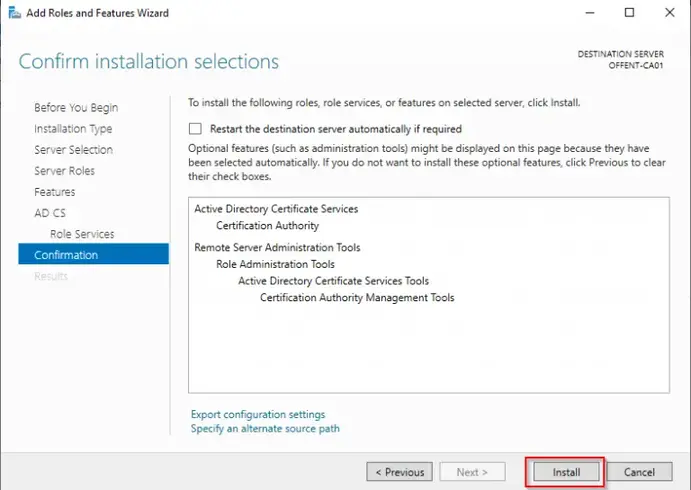 Add Roles and Features Wizard
Confirm installation selections
DESTINATION SERVER
OFFENT-CA01
Before You Begin
Installation Type
Server Selection
Server Roles
Features
AD CS
Role Services
Confirmation
Results
To install the following roles, role services, or features on selected server, click Install.
Restart the destination server automatically if required
Optional features (such as administration tools) might be displayed on this page because they have
been selected automatically. If you do not want to install these optional features, click Previous to clear
their check boxes.
Active Directory Certificate Services
Certification Authority
Remote Server Administration Tools
Role Administration Tools
Active Directory Certificate Services Tools
Certification Authority Management Tools
Export configuration settings
Specify an alternate source path
< Previous
Next >
Install
Cancel